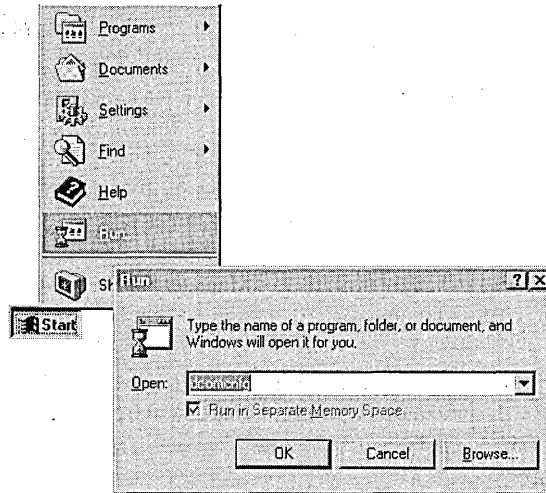 Programs
Documents
Settings
Find
Help
Run
Sh
Start
Run
Type the name of a program, folder, or document, and
Windows will open it for you.
Open: dcomcnfg
Run in Separate Memory Space
OK Cancel Browse...